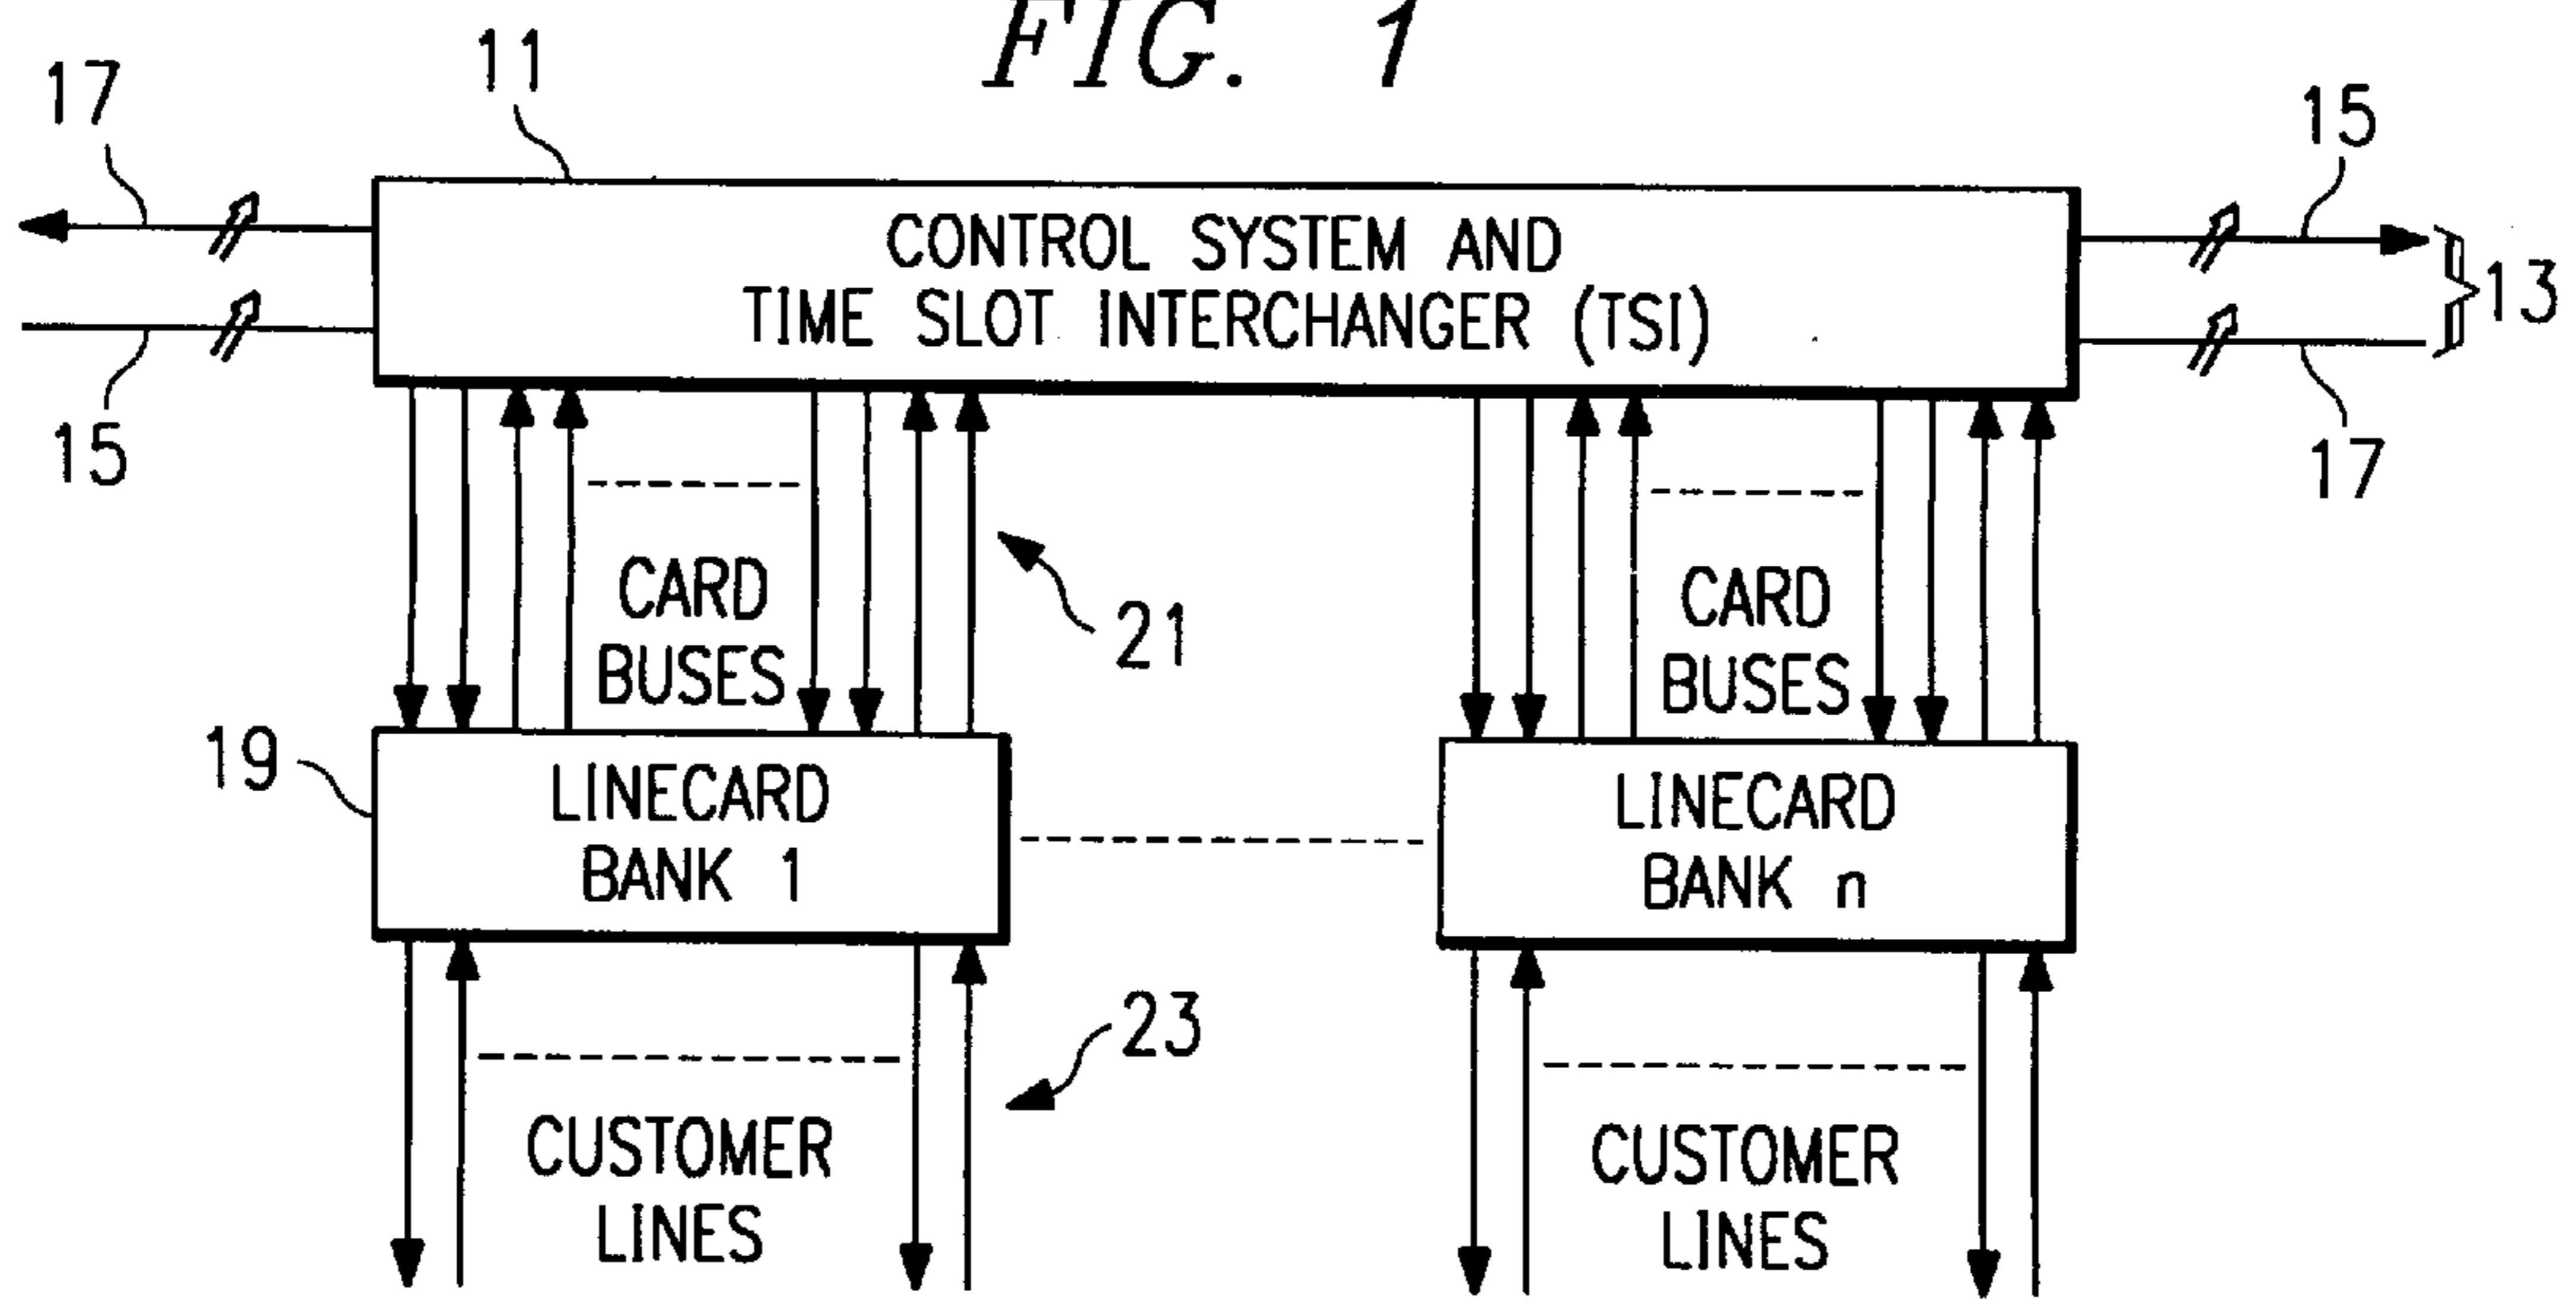 FIG. 1
11
17
15
CONTROL SYSTEM AND
TIME SLOT INTERCHANGER (TSI)
13
15
17
CARD
BUSES
21
CARD
BUSES
19
LINECARD
BANK 1
LINECARD
BANK n
23
CUSTOMER
LINES
CUSTOMER
LINES